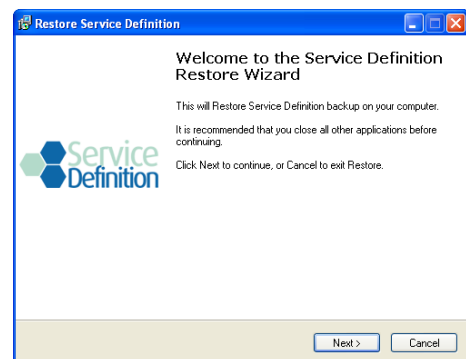 Restore Service Definition
Welcome to the Service Definition
Restore Wizard
This will Restore Service Definition backup on your computer.
It is recommended that you close all other applications before
continuing.
Click Next to continue, or Cancel to exit Restore.
Service
Definition
Next >
Cancel